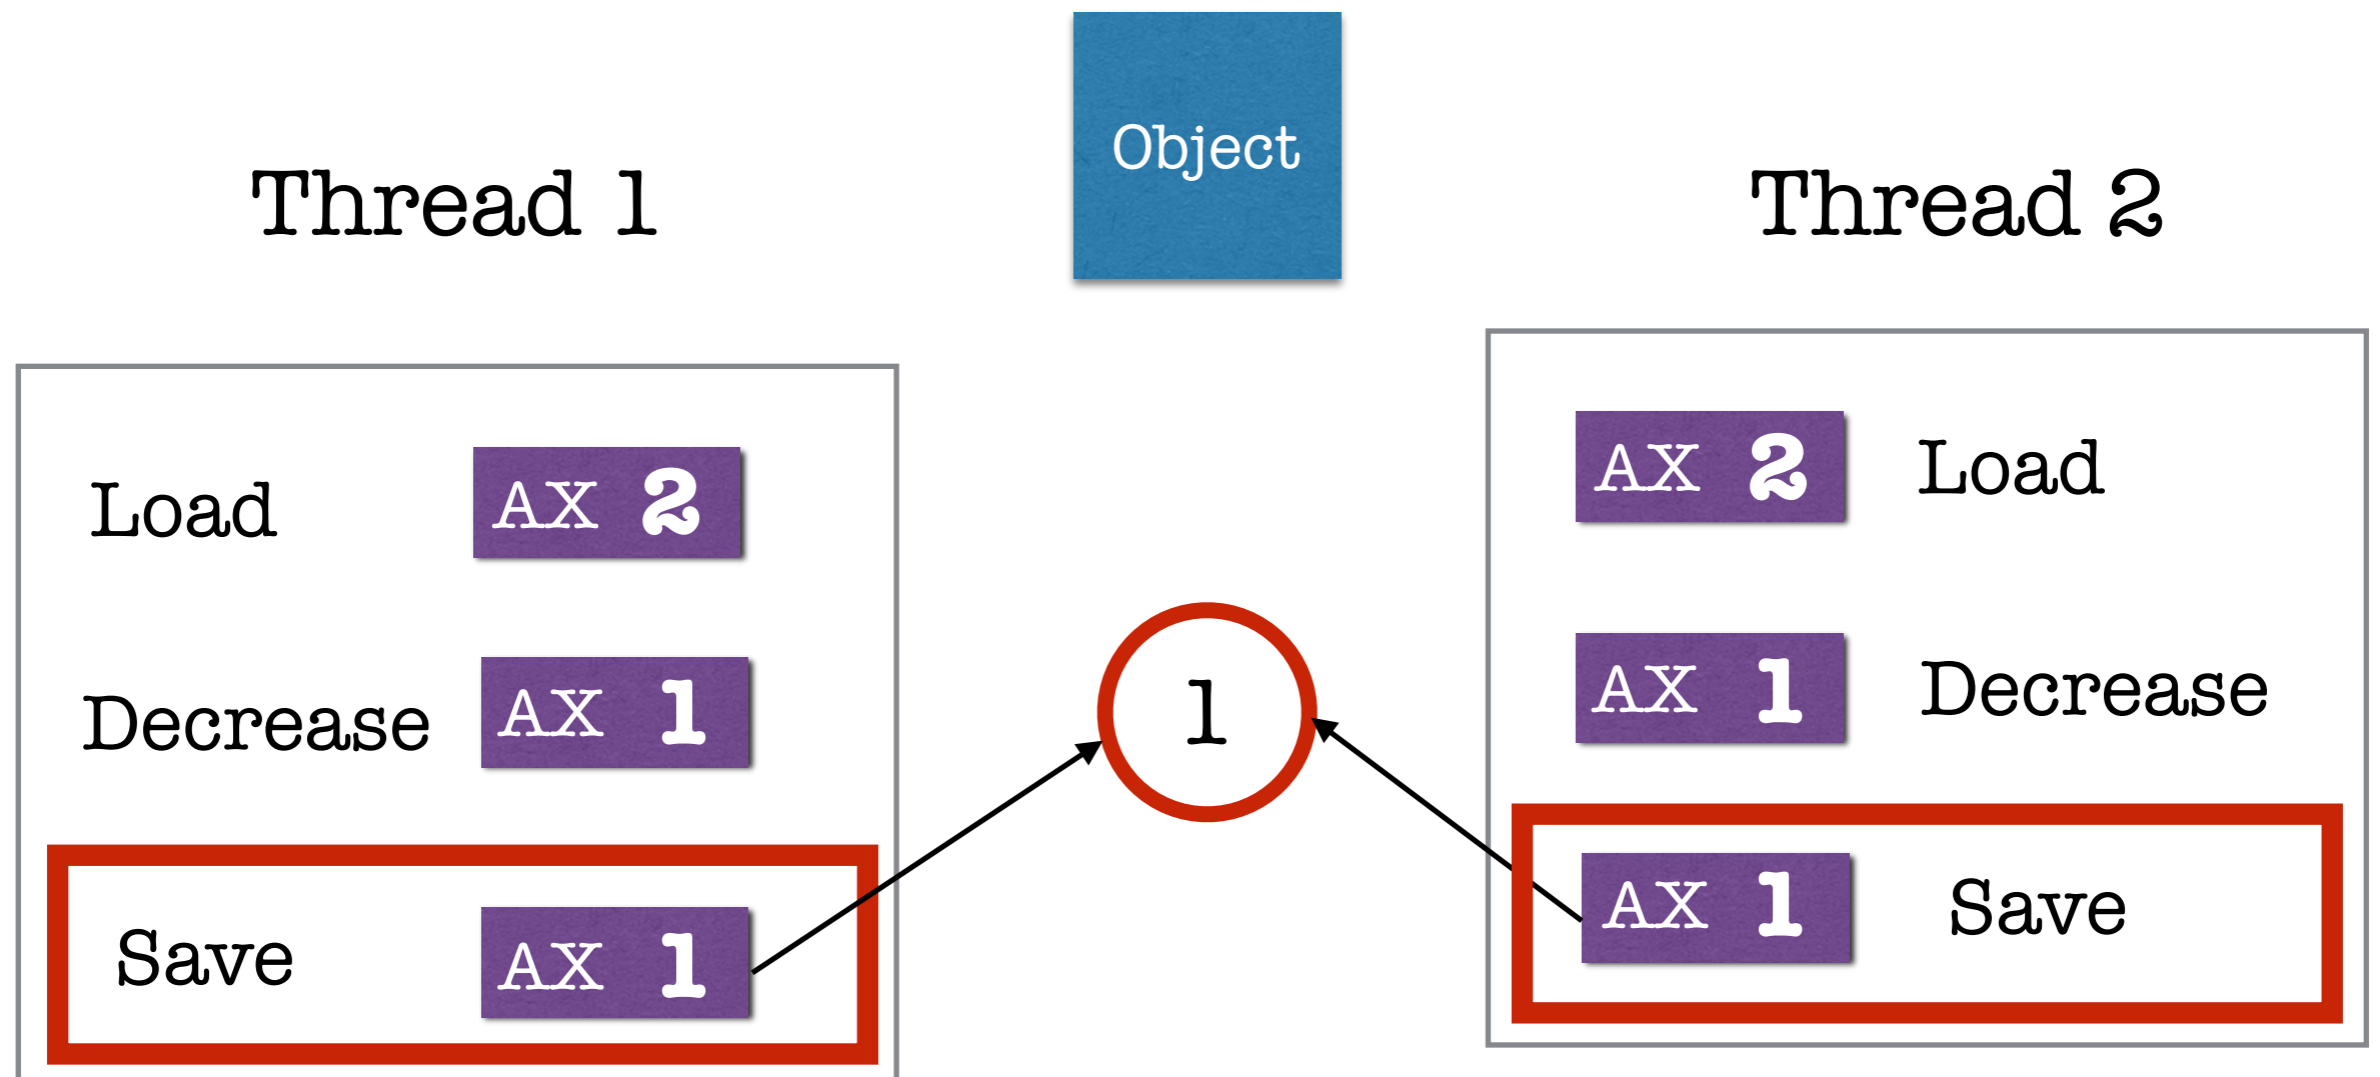 Object
Thread 1
Load AX 2
Decrease AX 1
Save AX 1
1
Thread 2
AX 2 Load
AX 1 Decrease
AX 1 Save